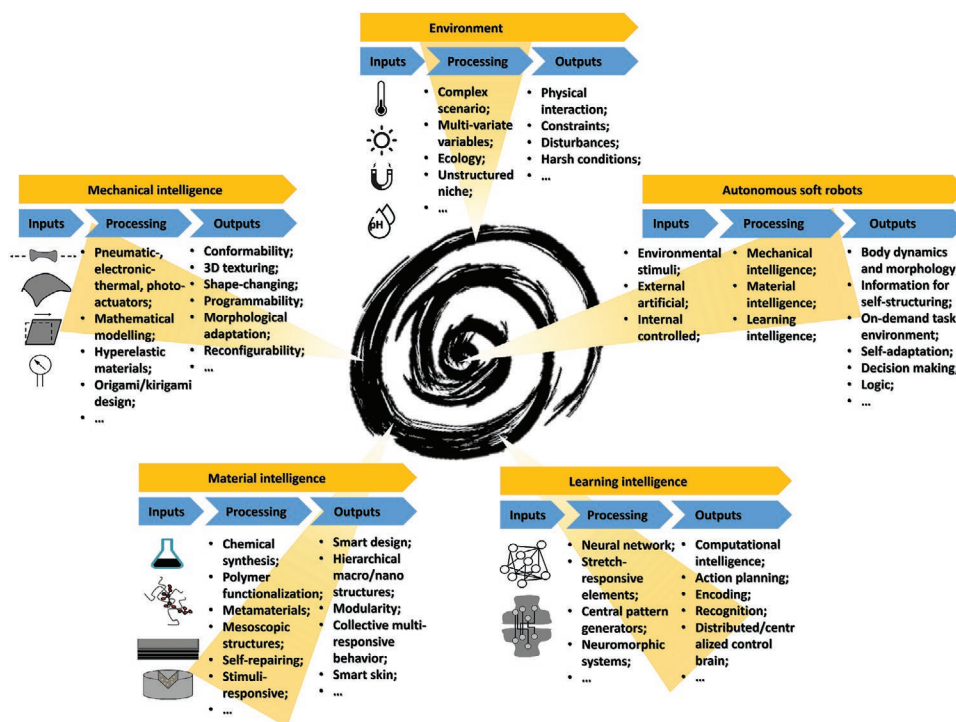 Environment
Inputs
Processing
Outputs
• Complex
scenario;
• Multi-variate
variables;
• Ecology;
• Unstructured
niche;
• ...
• Physical
interaction;
• Constraints;
• Disturbances;
• Harsh conditions;
• ...
pH
Mechanical intelligence
Inputs
Processing
Outputs
• Pneumatic-,
electronic-
thermal, photo-
actuators;
• Mathematical
modelling;
• Hyperelastic
materials;
• Origami/kirigami
design;
• ...
• Conformability;
• 3D texturing;
• Shape-changing;
• Programmability;
• Morphological
adaptation;
• Reconfigurability;
• ...
Autonomous soft robots
Inputs
Processing
Outputs
• Environmental
stimuli;
• External
artificial;
• Internal
controlled;
• Mechanical
intelligence;
• Material
intelligence;
• Learning
intelligence;
• Body dynamics
and morphology
• Information for
self-structuring;
• On-demand task
environment;
• Self-adaptation;
• Decision making;
• Logic;
• ...
Material intelligence
Inputs
Processing
Outputs
• Chemical
synthesis;
• Polymer
functionalization;
• Metamaterials;
• Mesoscopic
structures;
• Self-repairing;
• Stimuli-
responsive;
• ...
• Smart design;
• Hierarchical
macro/nano
structures;
• Modularity;
• Collective multi-
responsive
behavior;
• Smart skin;
• ...
Learning intelligence
Inputs
Processing
Outputs
• Neural network;
• Stretch-
responsive
elements;
• Central pattern
generators;
• Neuromorphic
systems;
• ...
• Computational
intelligence;
• Action planning;
• Encoding;
• Recognition;
• Distributed/centr
alized control
brain;
• ...